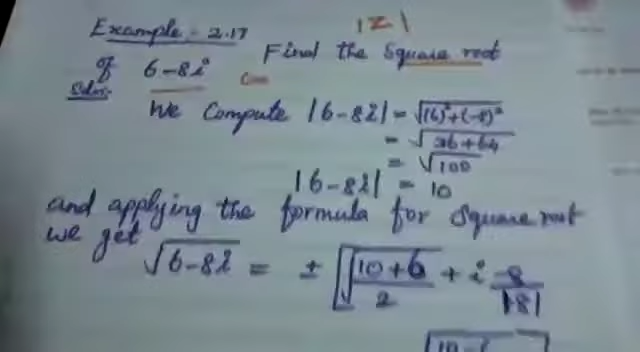 |Z|
Example - 2.17
Find the square root
of 6-8i
Soln:
We Compute |6-8i| = √(6)²+(-8)²
= √36+64
= √100
|6-8i| = 10
and applying the formula for square root
we get
√6-8i = ± [√10+6/2 + i -8/|-8|